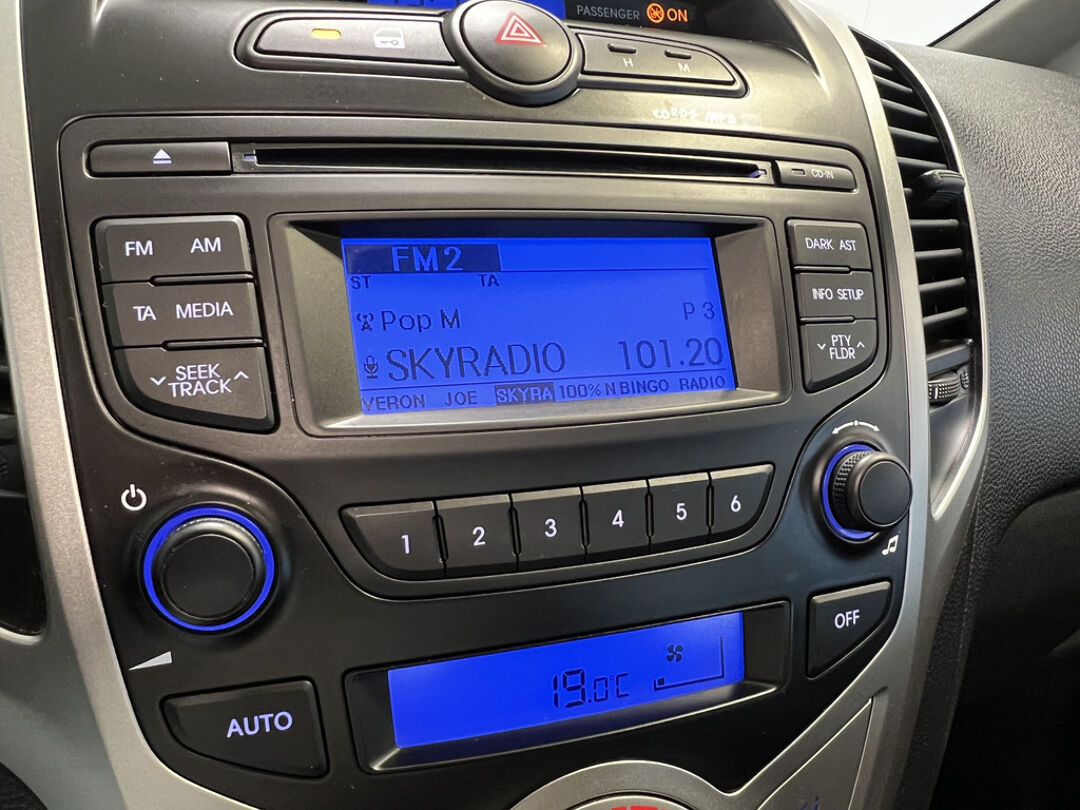 PASSENGER ON
H M
CD-IN
FM AM
TA MEDIA
SEEK
TRACK
FM2
ST TA
Pop M P 3
SKYRADIO 101.20
VERON JOE SKYRA 100% N BINGO RADIO
DARK AST
INFO SETUP
PTY
FLDR
1 2 3 4 5 6
OFF
19.0°C
AUTO